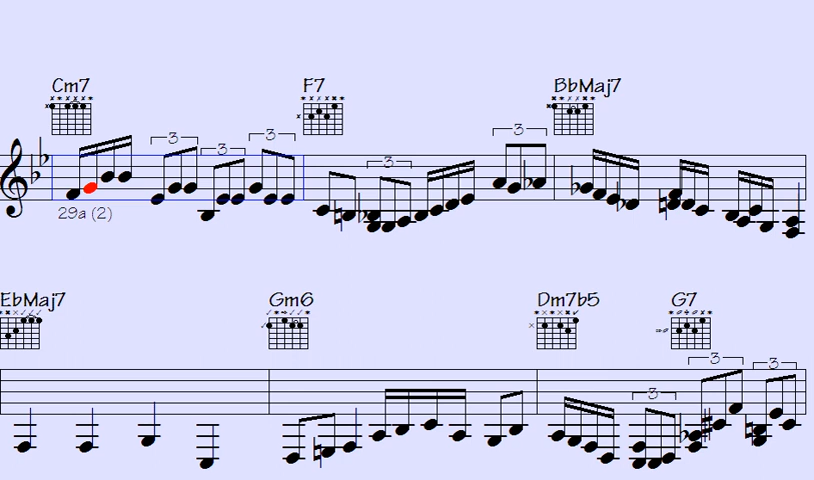 Cm7 F7 BbMaj7
3 3 3 3 3
29a (2)
EbMaj7 Gm6 Dm7b5 G7
3 3 3